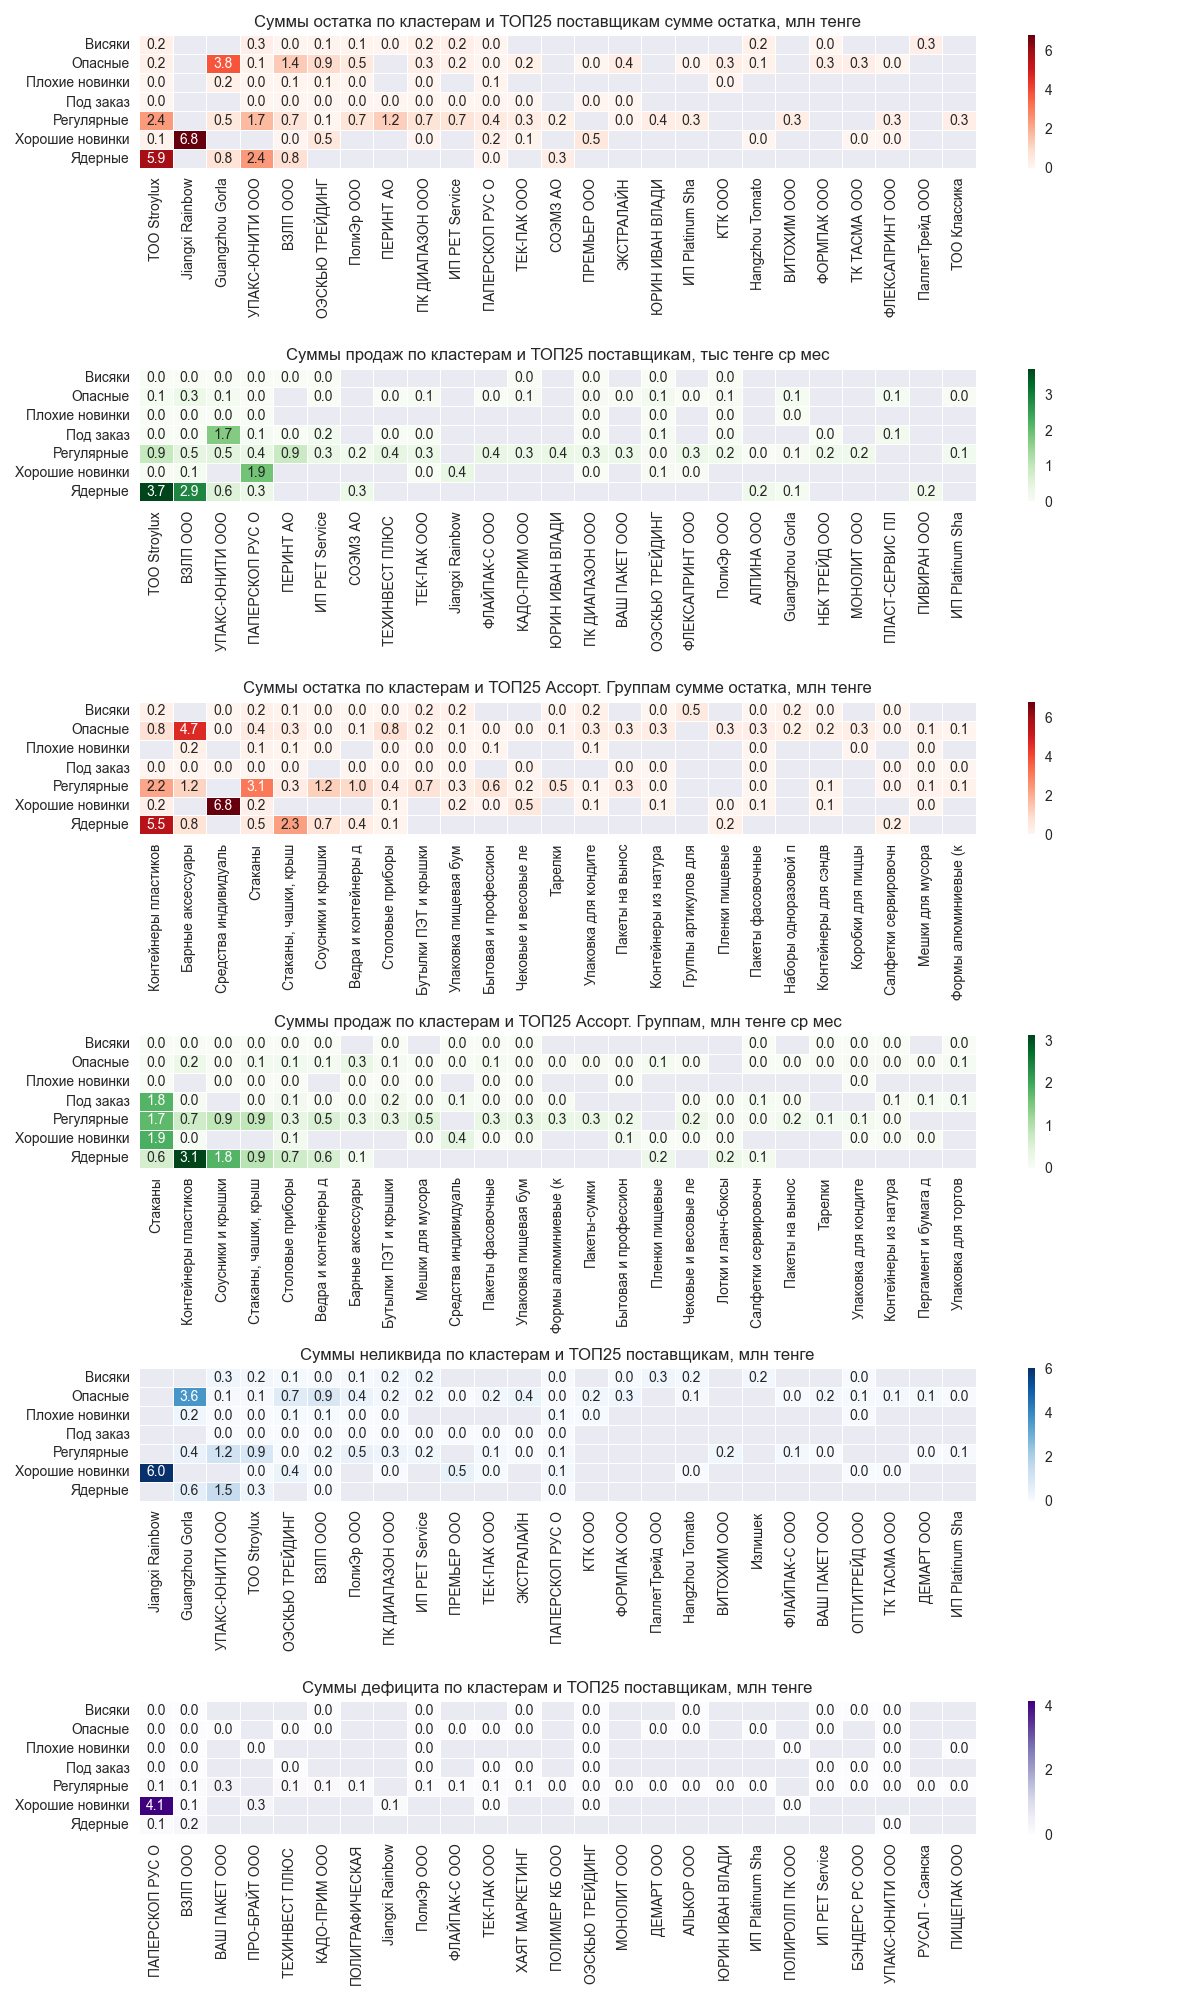 Суммы остатка по кластерам и ТОП25 поставщикам сумме остатка, млн тенге
Висяки 0.2 0.3 0.0 0.1 0.1 0.0 0.2 0.2 0.0 0.2 0.0 0.3
Опасные 0.2 3.8 0.1 1.4 0.9 0.5 0.3 0.2 0.0 0.2 0.0 0.4 0.0 0.3 0.1 0.3 0.3 0.0
Плохие новинки 0.0 0.2 0.0 0.1 0.1 0.0 0.0 0.1 0.0
Под заказ 0.0 0.0 0.0 0.0 0.0 0.0 0.0 0.0 0.0 0.0 0.0 0.0
Регулярные 2.4 0.5 1.7 0.7 0.1 0.7 1.2 0.7 0.7 0.4 0.3 0.2 0.0 0.4 0.3 0.3 0.3 0.3
Хорошие новинки 0.1 6.8 0.0 0.5 0.0 0.2 0.1 0.5 0.0 0.0 0.0
Ядерные 5.9 0.8 2.4 0.8 0.0 0.3
6
4
2
0
ТОО Stroylux
Jiangxi Rainbow
Guangzhou Gorla
УПАКС-ЮНИТИ ООО
ВЗЛП ООО
ОЭСКЬЮ ТРЕЙДИНГ
ПолиЭр ООО
ПЕРИНТ АО
ПК ДИАПАЗОН ООО
ИП PET Service
ПАПЕРСКОП РУС О
ТЕК-ПАК ООО
СОЭМЗ АО
ПРЕМЬЕР ООО
ЭКСТРАЛАЙН
ЮРИН ИВАН ВЛАДИ
ИП Platinum Sha
КТК ООО
Hangzhou Tomato
ВИТОХИМ ООО
ФОРМПАК ООО
ТК ТАСМА ООО
ФЛЕКСАПРИНТ ООО
ПаллетТрейд ООО
ТОО Классика
Суммы продаж по кластерам и ТОП25 поставщикам, тыс тенге ср мес
Висяки 0.0 0.0 0.0 0.0 0.0 0.0 0.0 0.0 0.0 0.0
Опасные 0.1 0.3 0.1 0.0 0.0 0.0 0.1 0.0 0.1 0.0 0.0 0.1 0.0 0.1 0.1 0.1 0.0
Плохие новинки 0.0 0.0 0.0 0.0 0.0 0.0 0.0 0.0
Под заказ 0.0 0.0 1.7 0.1 0.0 0.2 0.0 0.0 0.0 0.1 0.0 0.0 0.1
Регулярные 0.9 0.5 0.5 0.4 0.9 0.3 0.2 0.4 0.3 0.4 0.3 0.4 0.3 0.3 0.0 0.3 0.2 0.0 0.1 0.2 0.2 0.1
Хорошие новинки 0.0 0.1 1.9 0.0 0.4 0.0 0.1 0.0
Ядерные 3.7 2.9 0.6 0.3 0.3 0.2 0.1 0.2
3
2
1
0
ТОО Stroylux
ВЗЛП ООО
УПАКС-ЮНИТИ ООО
ПАПЕРСКОП РУС О
ПЕРИНТ АО
ИП PET Service
СОЭМЗ АО
ТЕХИНВЕСТ ПЛЮС
ТЕК-ПАК ООО
Jiangxi Rainbow
ФЛАЙПАК-С ООО
КАДО-ПРИМ ООО
ЮРИН ИВАН ВЛАДИ
ПК ДИАПАЗОН ООО
ВАШ ПАКЕТ ООО
ОЭСКЬЮ ТРЕЙДИНГ
ФЛЕКСАПРИНТ ООО
ПолиЭр ООО
АЛПИНА ООО
Guangzhou Gorla
НБК ТРЕЙД ООО
МОНОЛИТ ООО
ПЛАСТ-СЕРВИС ПЛ
ПИВИРАН ООО
ИП Platinum Sha
Суммы остатка по кластерам и ТОП25 Ассорт. Группам сумме остатка, млн тенге
Висяки 0.2 0.0 0.2 0.1 0.0 0.0 0.0 0.2 0.2 0.0 0.2 0.0 0.5 0.0 0.2 0.0 0.0
Опасные 0.8 4.7 0.0 0.4 0.3 0.0 0.1 0.8 0.2 0.1 0.0 0.0 0.1 0.3 0.3 0.3 0.3 0.3 0.2 0.2 0.3 0.0 0.1 0.1
Плохие новинки 0.2 0.1 0.1 0.0 0.0 0.0 0.0 0.1 0.1 0.0 0.0 0.0
Под заказ 0.0 0.0 0.0 0.0 0.0 0.0 0.0 0.0 0.0 0.0 0.0 0.0 0.0 0.0 0.0 0.0
Регулярные 2.2 1.2 3.1 0.3 1.2 1.0 0.4 0.7 0.3 0.6 0.2 0.5 0.1 0.3 0.0 0.0 0.1 0.0 0.1 0.1
Хорошие новинки 0.2 6.8 0.2 0.1 0.2 0.0 0.5 0.1 0.1 0.0 0.1 0.1 0.0
Ядерные 5.5 0.8 0.5 2.3 0.7 0.4 0.1 0.2 0.2
6
4
2
0
Контейнеры пластиков
Барные аксессуары
Средства индивидуаль
Стаканы
Стаканы, чашки, крыш
Соусники и крышки
Ведра и контейнеры д
Столовые приборы
Бутылки ПЭТ и крышки
Упаковка пищевая бум
Бытовая и профессион
Чековые и весовые ле
Тарелки
Упаковка для кондите
Пакеты на вынос
Контейнеры из натура
Группы артикулов для
Пленки пищевые
Пакеты фасовочные
Наборы одноразовой п
Контейнеры для сэндв
Коробки для пиццы
Салфетки сервировочн
Мешки для мусора
Формы алюминиевые (к
Суммы продаж по кластерам и ТОП25 Ассорт. Группам, млн тенге ср мес
Висяки 0.0 0.0 0.0 0.0 0.0 0.0 0.0 0.0 0.0 0.0 0.0 0.0 0.0 0.0 0.0
Опасные 0.0 0.2 0.0 0.1 0.1 0.1 0.3 0.1 0.0 0.0 0.1 0.0 0.0 0.0 0.0 0.1 0.0 0.0 0.0 0.0 0.0 0.0 0.0 0.1
Плохие новинки 0.0 0.0 0.0 0.0 0.0 0.0 0.0 0.0 0.0
Под заказ 1.8 0.0 0.0 0.1 0.0 0.0 0.2 0.0 0.1 0.0 0.0 0.0 0.0 0.0 0.1 0.0 0.1 0.1 0.1
Регулярные 1.7 0.7 0.9 0.9 0.3 0.5 0.3 0.3 0.5 0.3 0.3 0.3 0.3 0.2 0.2 0.0 0.0 0.2 0.1 0.1 0.0
Хорошие новинки 1.9 0.0 0.1 0.0 0.4 0.0 0.0 0.1 0.0 0.0 0.0 0.0 0.0 0.0
Ядерные 0.6 3.1 1.8 0.9 0.7 0.6 0.1 0.2 0.2 0.1
3
2
1
0
Стаканы
Контейнеры пластиков
Соусники и крышки
Стаканы, чашки, крыш
Столовые приборы
Ведра и контейнеры д
Барные аксессуары
Бутылки ПЭТ и крышки
Мешки для мусора
Средства индивидуаль
Пакеты фасовочные
Упаковка пищевая бум
Формы алюминиевые (к
Пакеты-сумки
Бытовая и профессион
Пленки пищевые
Чековые и весовые ле
Лотки и ланч-боксы
Салфетки сервировочн
Пакеты на вынос
Тарелки
Упаковка для кондите
Контейнеры из натура
Пергамент и бумага д
Упаковка для тортов
Суммы неликвида по кластерам и ТОП25 поставщикам, млн тенге
Висяки 0.3 0.2 0.1 0.0 0.1 0.2 0.2 0.0 0.0 0.3 0.2 0.2 0.0
Опасные 3.6 0.1 0.1 0.7 0.9 0.4 0.2 0.2 0.0 0.2 0.4 0.0 0.2 0.3 0.1 0.0 0.2 0.1 0.1 0.1 0.0
Плохие новинки 0.2 0.0 0.0 0.1 0.1 0.0 0.0 0.1 0.0 0.0
Под заказ 0.0 0.0 0.0 0.0 0.0 0.0 0.0 0.0 0.0 0.0 0.0
Регулярные 0.4 1.2 0.9 0.0 0.2 0.5 0.3 0.2 0.1 0.0 0.1 0.2 0.1 0.0 0.0 0.1
Хорошие новинки 6.0 0.0 0.4 0.0 0.0 0.5 0.0 0.1 0.0 0.0 0.0
Ядерные 0.6 1.5 0.3 0.0 0.0
6
4
2
0
Jiangxi Rainbow
Guangzhou Gorla
УПАКС-ЮНИТИ ООО
ТОО Stroylux
ОЭСКЬЮ ТРЕЙДИНГ
ВЗЛП ООО
ПолиЭр ООО
ПК ДИАПАЗОН ООО
ИП PET Service
ПРЕМЬЕР ООО
ТЕК-ПАК ООО
ЭКСТРАЛАЙН
ПАПЕРСКОП РУС О
КТК ООО
ФОРМПАК ООО
ПаллетТрейд ООО
Hangzhou Tomato
ВИТОХИМ ООО
Излишек
ФЛАЙПАК-С ООО
ВАШ ПАКЕТ ООО
ОПТИТРЕЙД ООО
ТК ТАСМА ООО
ДЕМАРТ ООО
ИП Platinum Sha
Суммы дефицита по кластерам и ТОП25 поставщикам, млн тенге
Висяки 0.0 0.0 0.0 0.0 0.0 0.0 0.0 0.0 0.0 0.0
Опасные 0.0 0.0 0.0 0.0 0.0 0.0 0.0 0.0 0.0 0.0 0.0 0.0 0.0 0.0 0.0
Плохие новинки 0.0 0.0 0.0 0.0 0.0 0.0 0.0 0.0
Под заказ 0.0 0.0 0.0 0.0 0.0 0.0 0.0 0.0 0.0 0.0
Регулярные 0.1 0.1 0.3 0.1 0.1 0.1 0.1 0.1 0.1 0.1 0.0 0.0 0.0 0.0 0.0 0.0 0.0 0.0 0.0 0.0 0.0 0.0
Хорошие новинки 4.1 0.1 0.3 0.1 0.0 0.0 0.0
Ядерные 0.1 0.2 0.0
4
2
0
ПАПЕРСКОП РУС О
ВЗЛП ООО
ВАШ ПАКЕТ ООО
ПРО-БРАЙТ ООО
ТЕХИНВЕСТ ПЛЮС
КАДО-ПРИМ ООО
ПОЛИГРАФИЧЕСКАЯ
Jiangxi Rainbow
ПолиЭр ООО
ФЛАЙПАК-С ООО
ТЕК-ПАК ООО
ХАЯТ МАРКЕТИНГ
ПОЛИМЕР КБ ООО
ОЭСКЬЮ ТРЕЙДИНГ
МОНОЛИТ ООО
ДЕМАРТ ООО
АЛЬКОР ООО
ЮРИН ИВАН ВЛАДИ
ИП Platinum Sha
ПОЛИРОЛЛ ПК ООО
ИП PET Service
БЭНДЕРС РС ООО
УПАКС-ЮНИТИ ООО
РУСАЛ - Саянска
ПИЩЕПАК ООО